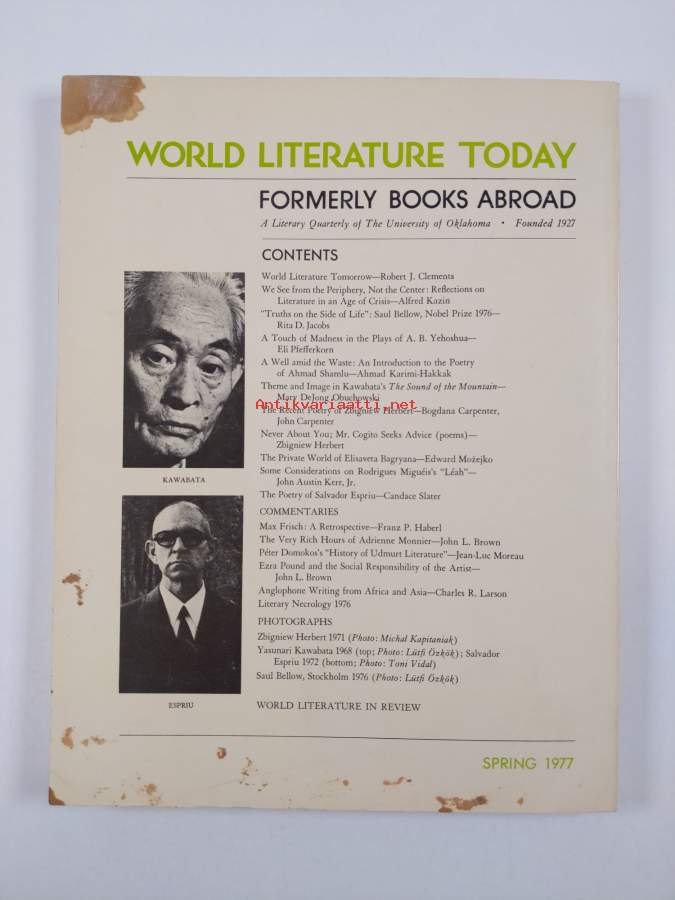 WORLD LITERATURE TODAY
FORMERLY BOOKS ABROAD
A Literary Quarterly of The University of Oklahoma • Founded 1927
CONTENTS
World Literature Tomorrow—Robert J. Clements
We See from the Periphery, Not the Center: Reflections on
Literature in an Age of Crisis—Alfred Kazin
"Truths on the Side of Life": Saul Bellow, Nobel Prize 1976—
Rita D. Jacobs
A Touch of Madness in the Plays of A. B. Yehoshua—
Eli Pfefferkorn
A Well amid the Waste: An Introduction to the Poetry
of Ahmad Shamlu—Ahmad Karimi-Hakkak
Theme and Image in Kawabata's The Sound of the Mountain—
Mary DeJong Obuchowski
Antikvariaatti.net
The Recent Poetry of Zbigniew Herbert—Bogdana Carpenter,
John Carpenter
Never About You; Mr. Cogito Seeks Advice (poems)—
Zbigniew Herbert
The Private World of Elisaveta Bagryana—Edward Możejko
Some Considerations on Rodrigues Miguéis's "Léah"—
John Austin Kerr, Jr.
The Poetry of Salvador Espriu—Candace Slater
KAWABATA
COMMENTARIES
Max Frisch: A Retrospective—Franz P. Haberl
The Very Rich Hours of Adrienne Monnier—John L. Brown
Péter Domokos's "History of Udmurt Literature"—Jean-Luc Moreau
Ezra Pound and the Social Responsibility of the Artist—
John L. Brown
Anglophone Writing from Africa and Asia—Charles R. Larson
Literary Necrology 1976
PHOTOGRAPHS
Zbigniew Herbert 1971 (Photo: Michał Kapitaniak)
Yasunari Kawabata 1968 (top; Photo: Lütfi Özkök); Salvador
Espriu 1972 (bottom; Photo: Toni Vidal)
Saul Bellow, Stockholm 1976 (Photo: Lütfi Özkök)
ESPRIU
WORLD LITERATURE IN REVIEW
SPRING 1977